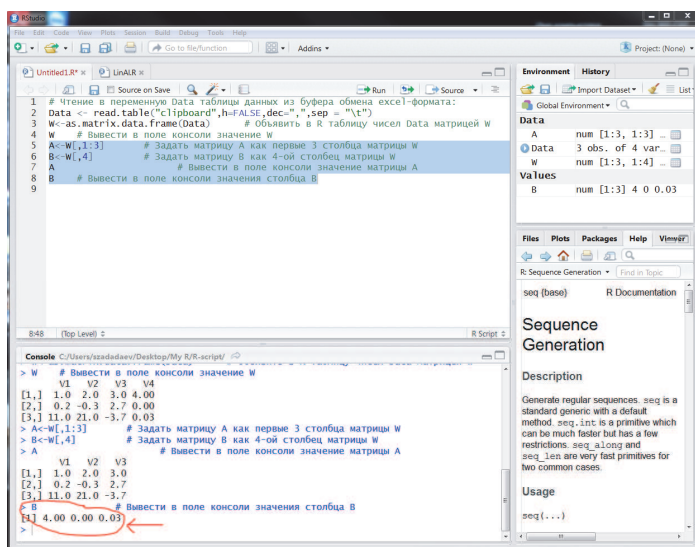 RStudio
File Edit Code View Plots Session Build Debug Tools Help
Go to file/function Addins Project: (None)
Untitled1.R* × LinALR ×
Source on Save Run Source
1 # Чтение в переменную Data таблицы данных из буфера обмена excel-формата:
2 Data <- read.table("clipboard",h=FALSE,dec=",",sep = "\t")
3 W<-as.matrix.data.frame(Data) # Объявить в R таблицу чисел Data матрицей W
4 W # Вывести в поле консоли значение W
5 A<-W[,1:3] # Задать матрицу A как первые 3 столбца матрицы W
6 B<-W[,4] # Задать матрицу B как 4-ой столбец матрицы W
7 A # Вывести в поле консоли значение матрицы A
8 B # Вывести в поле консоли значения столбца B
9
8:48 (Top Level) R Script
Console C:/Users/szadadaev/Desktop/My R/R-script/
> W # Вывести в поле консоли значение W
V1 V2 V3 V4
[1,] 1.0 2.0 3.0 4.00
[2,] 0.2 -0.3 2.7 0.00
[3,] 11.0 21.0 -3.7 0.03
> A<-W[,1:3] # Задать матрицу A как первые 3 столбца матрицы W
> B<-W[,4] # Задать матрицу B как 4-ой столбец матрицы W
> A # Вывести в поле консоли значение матрицы A
V1 V2 V3
[1,] 1.0 2.0 3.0
[2,] 0.2 -0.3 2.7
[3,] 11.0 21.0 -3.7
> B # Вывести в поле консоли значения столбца B
[1] 4.00 0.00 0.03
>
Environment History
Import Dataset List
Global Environment
Data
A num [1:3, 1:3] …
Data 3 obs. of 4 var…
W num [1:3, 1:4] …
Values
B num [1:3] 4 0 0.03
Files Plots Packages Help Viewer
R: Sequence Generation Find in Topic
seq {base} R Documentation
Sequence
Generation
Description
Generate regular sequences. seq is a
standard generic with a default
method. seq.int is a primitive which
can be much faster but has a few
restrictions. seq_along and
seq_len are very fast primitives for
two common cases.
Usage
seq(...)